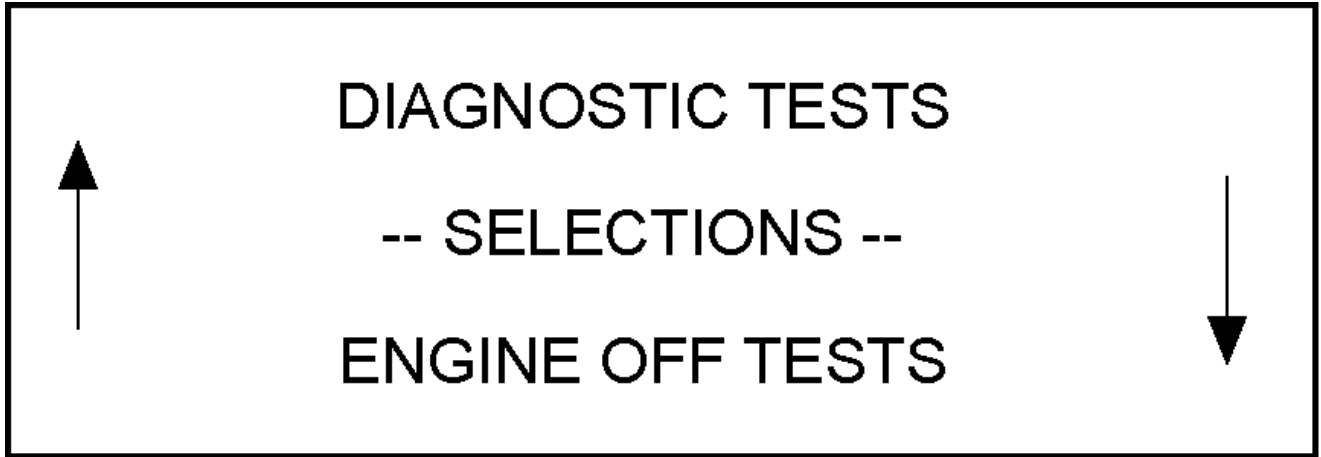 DIAGNOSTIC TESTS
-- SELECTIONS --
ENGINE OFF TESTS